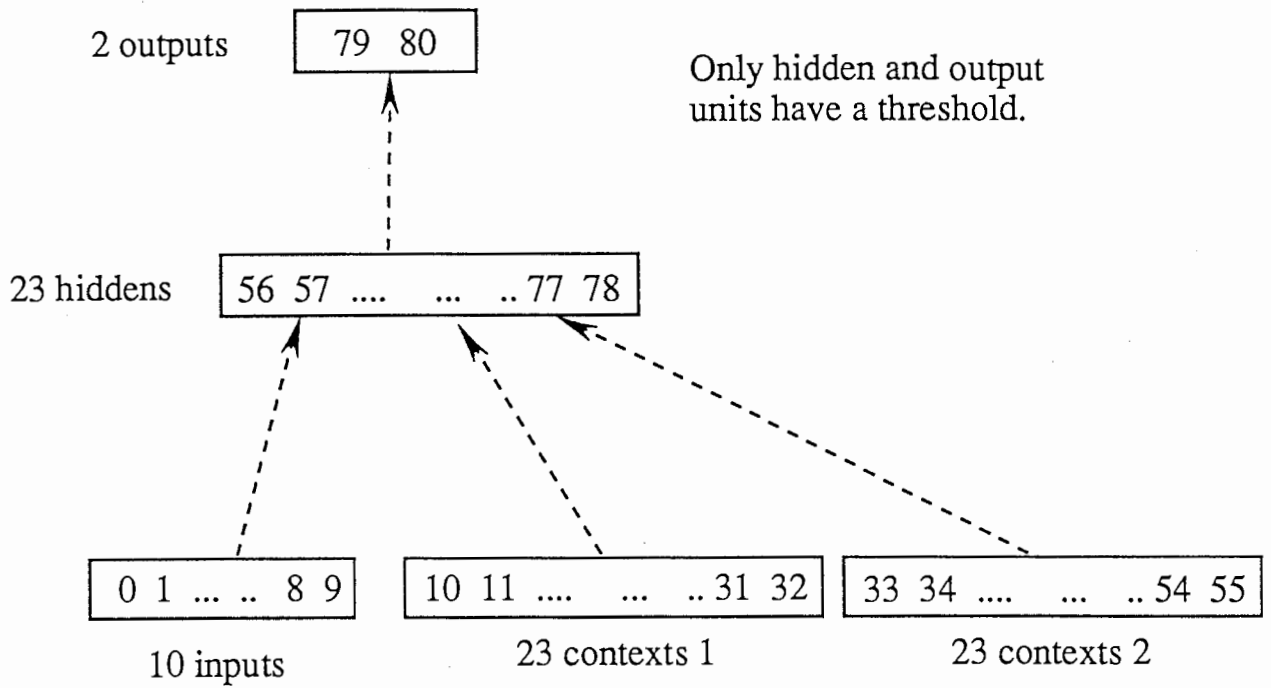 2 outputs
79 80
Only hidden and output
units have a threshold.
23 hiddens
56 57 .... ... .. 77 78
0 1 ... .. 8 9
10 11 .... ... .. 31 32
33 34 .... ... .. 54 55
10 inputs
23 contexts 1
23 contexts 2